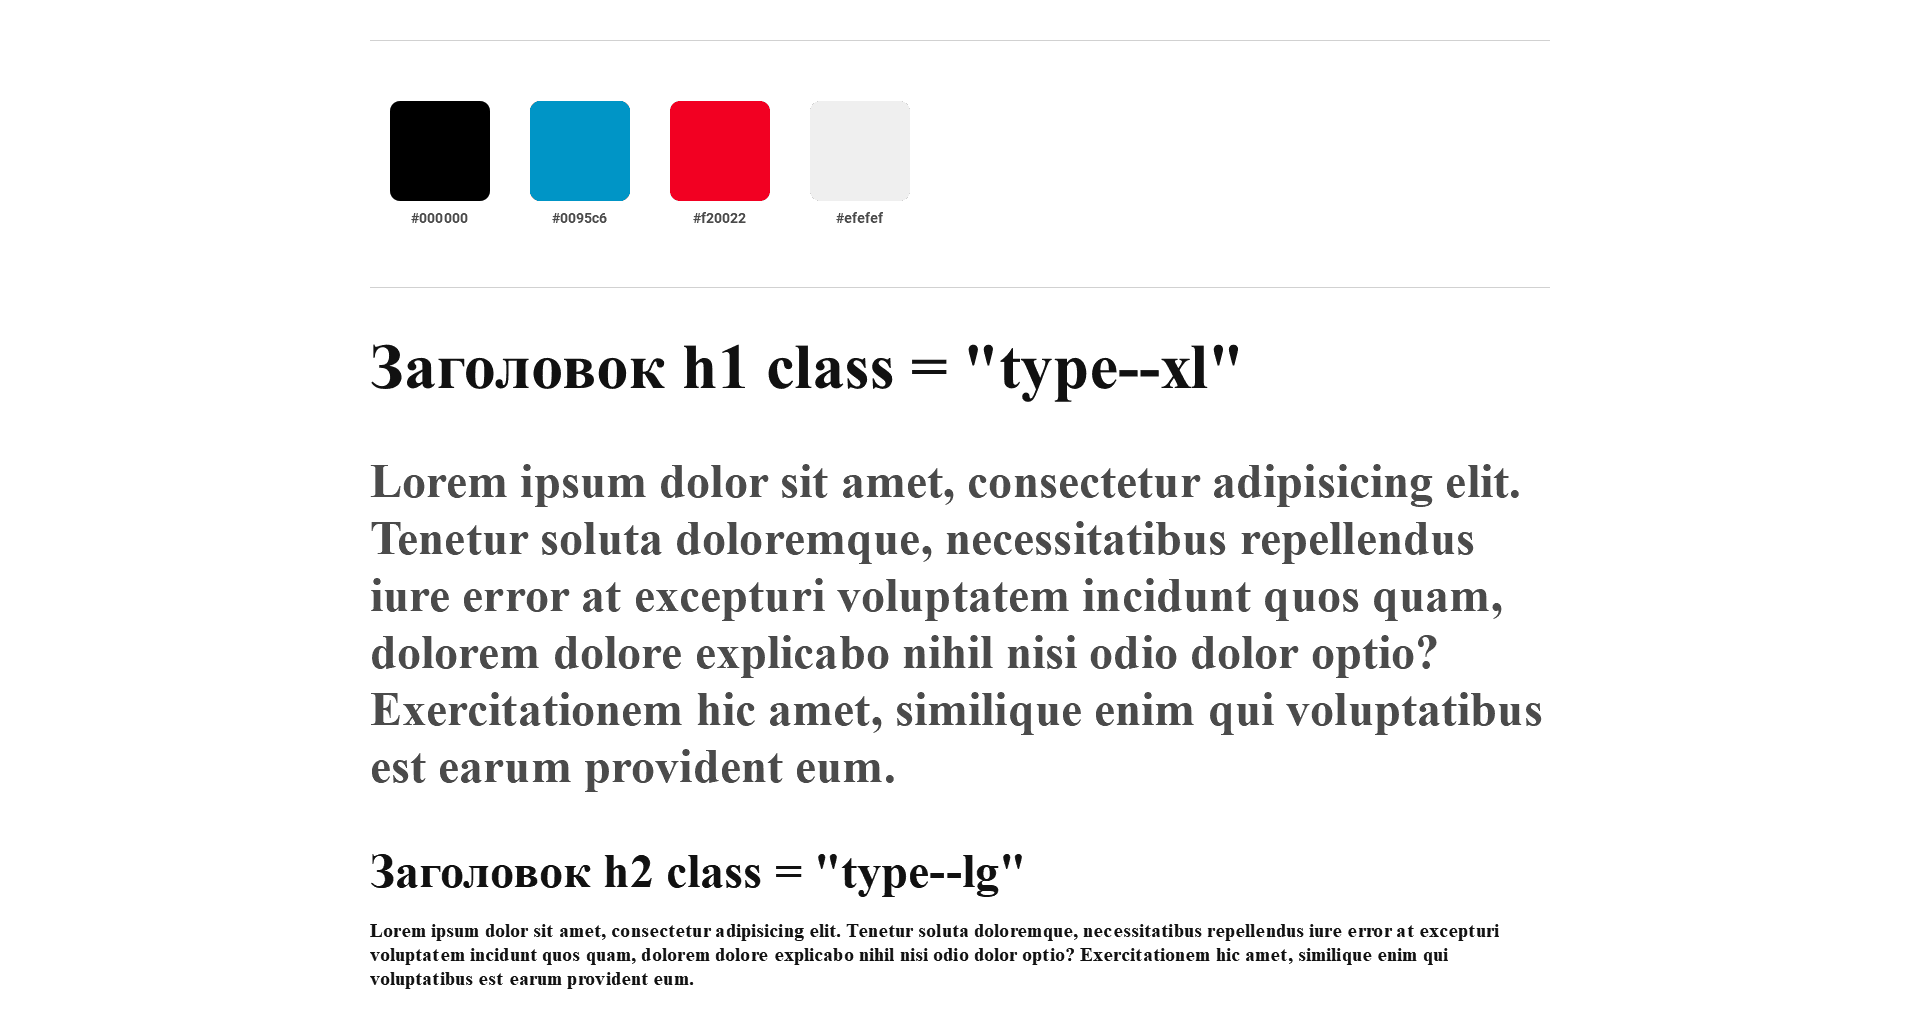 #000000
#0095c6
#f20022
#efefef
Заголовок h1 class = "type--xl"
Lorem ipsum dolor sit amet, consectetur adipisicing elit.
Tenetur soluta doloremque, necessitatibus repellendus
iure error at excepturi voluptatem incidunt quos quam,
dolorem dolore explicabo nihil nisi odio dolor optio?
Exercitationem hic amet, similique enim qui voluptatibus
est earum provident eum.
Заголовок h2 class = "type--lg"
Lorem ipsum dolor sit amet, consectetur adipisicing elit. Tenetur soluta doloremque, necessitatibus repellendus iure error at excepturi
voluptatem incidunt quos quam, dolorem dolore explicabo nihil nisi odio dolor optio? Exercitationem hic amet, similique enim qui
voluptatibus est earum provident eum.